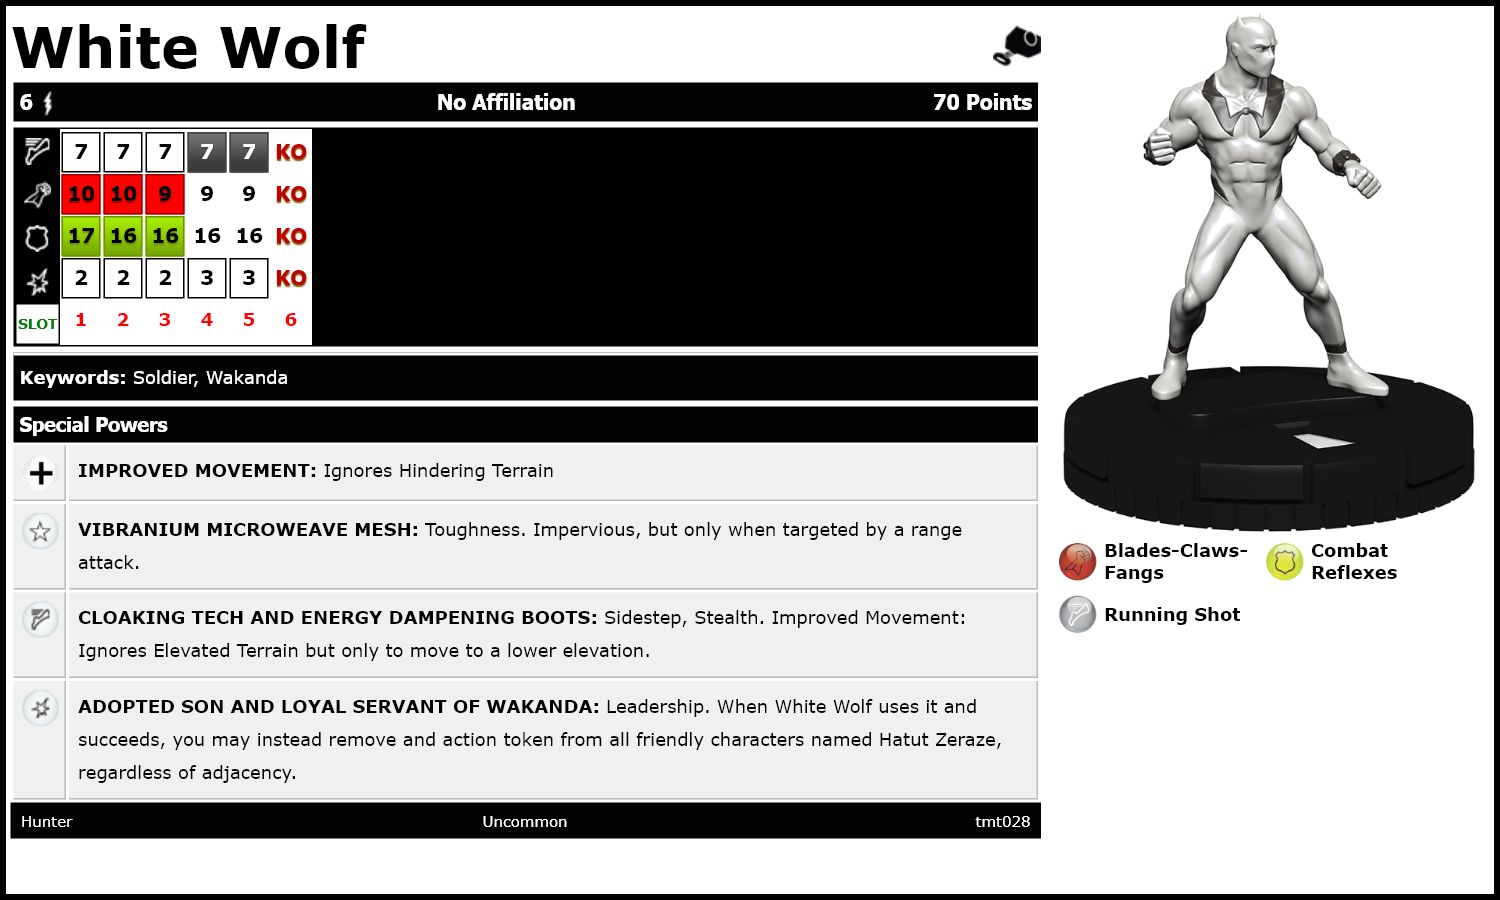 White Wolf
6 No Affiliation 70 Points
7 7 7 7 7 KO
10 10 9 9 9 KO
17 16 16 16 16 KO
2 2 2 3 3 KO
SLOT 1 2 3 4 5 6
Keywords: Soldier, Wakanda
Special Powers
IMPROVED MOVEMENT: Ignores Hindering Terrain
VIBRANIUM MICROWEAVE MESH: Toughness. Impervious, but only when targeted by a range
attack.
CLOAKING TECH AND ENERGY DAMPENING BOOTS: Sidestep, Stealth. Improved Movement:
Ignores Elevated Terrain but only to move to a lower elevation.
ADOPTED SON AND LOYAL SERVANT OF WAKANDA: Leadership. When White Wolf uses it and
succeeds, you may instead remove and action token from all friendly characters named Hatut Zeraze,
regardless of adjacency.
Hunter Uncommon tmt028
Blades-Claws-
Fangs
Combat
Reflexes
Running Shot